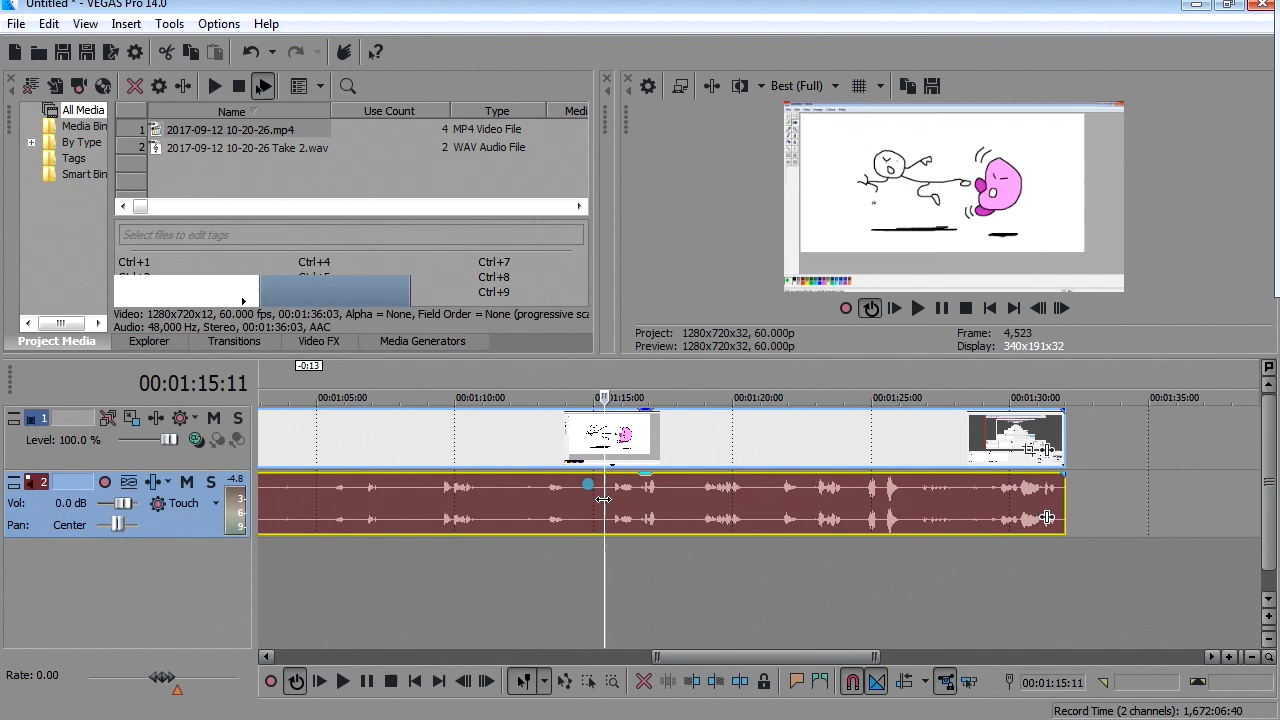 Untitled * - VEGAS Pro 14.0
File Edit View Insert Tools Options Help
Best (Full)
All Media
Media Bin
By Type
Tags
Smart Bin
Name Use Count Type Medi
1 2017-09-12 10-20-26.mp4 4 MP4 Video File
2 2017-09-12 10-20-26 Take 2.wav 2 WAV Audio File
Select files to edit tags
Ctrl+1 Ctrl+4 Ctrl+7
Ctrl+8
Ctrl+9
Video: 1280x720x12, 60.000 fps, 00:01:36:03, Alpha = None, Field Order = None (progressive sca
Audio: 48,000 Hz, Stereo, 00:01:36:03, AAC
Project Media Explorer Transitions Video FX Media Generators
Project: 1280x720x32, 60.000p Frame: 4,523
Preview: 1280x720x32, 60.000p Display: 340x191x32
-0:13
00:01:15:11
00:01:05:00 00:01:10:00 00:01:15:00 00:01:20:00 00:01:25:00 00:01:30:00 00:01:35:00
1 M S
Level: 100.0 %
2 M S -4.8
Vol: 0.0 dB Touch 3-
6-
Pan: Center 9-
Rate: 0.00
00:01:15:11
Record Time (2 channels): 1,672:06:40